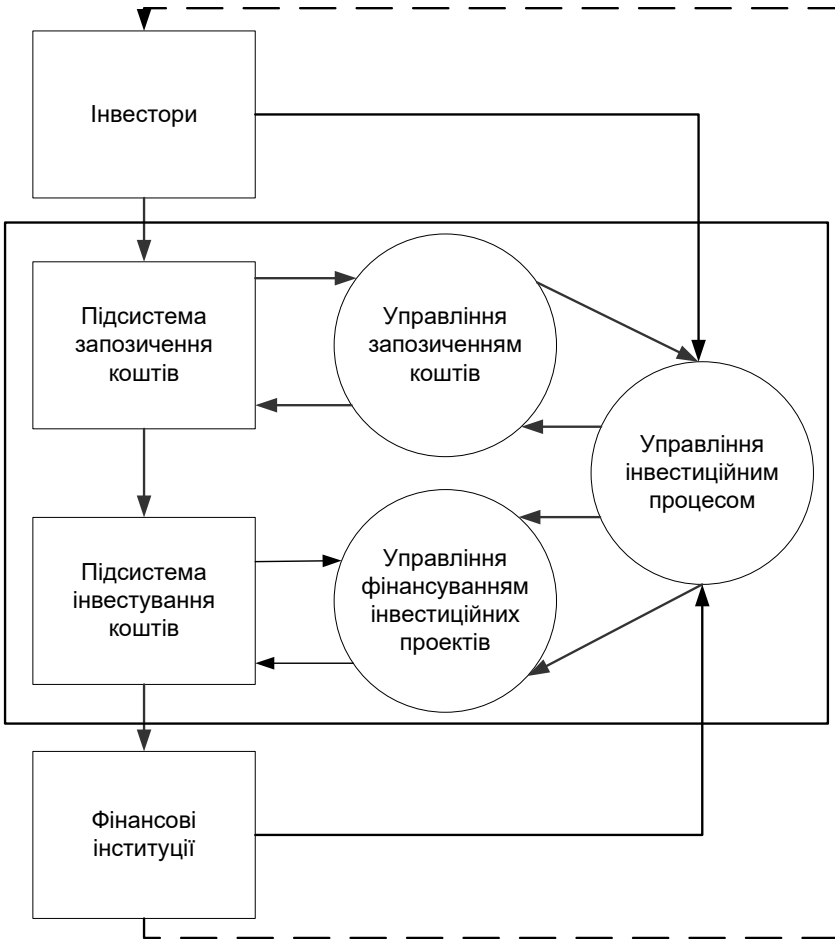 Інвестори
Підсистема
запозичення
коштів
Управління
запозиченням
коштів
Управління
інвестиційним
процесом
Підсистема
інвестування
коштів
Управління
фінансуванням
інвестиційних
проектів
Фінансові
інституції